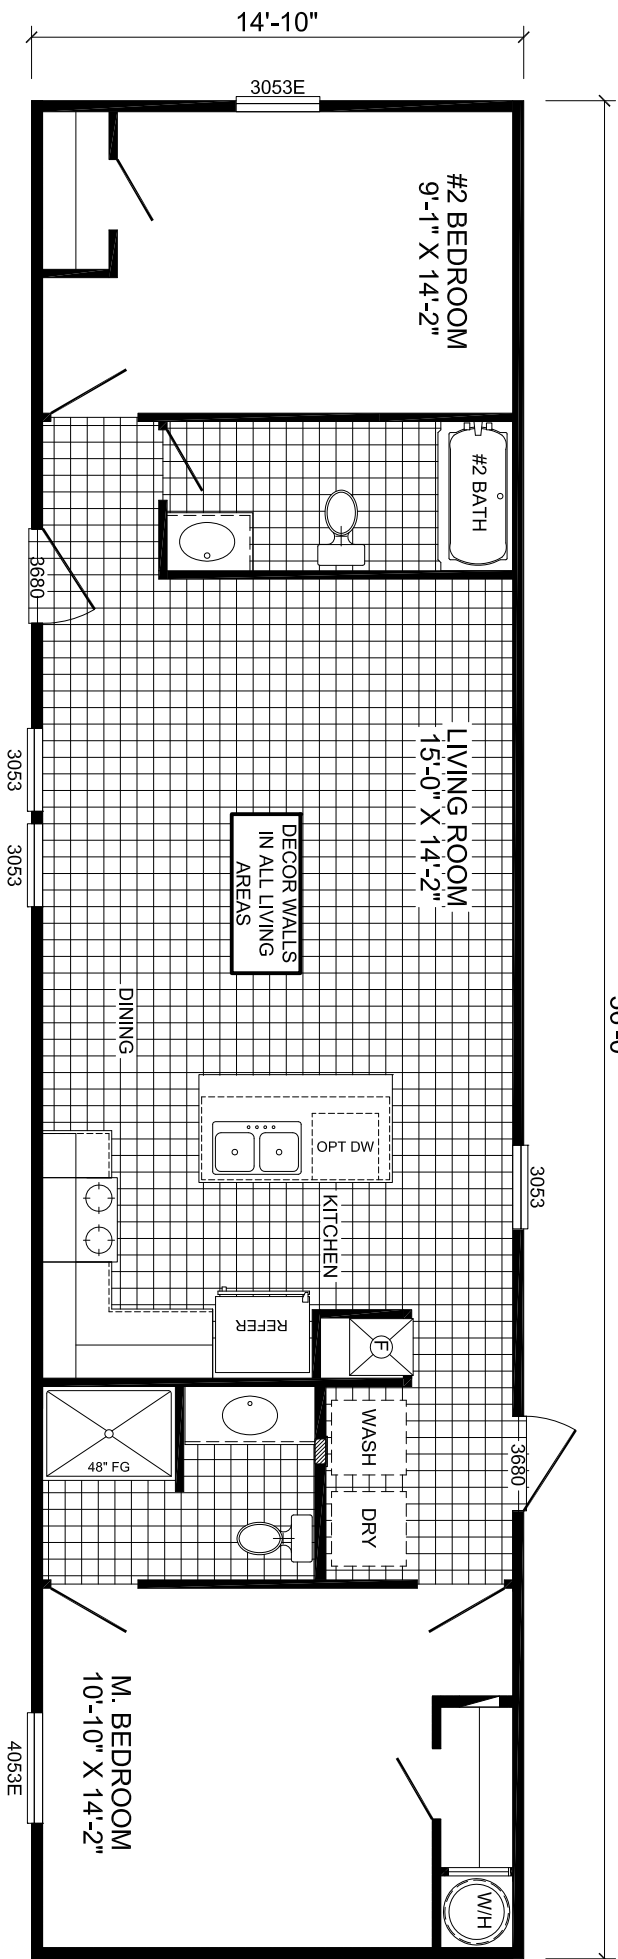 14'-10"
3053E
#2 BEDROOM
9'-1" X 14'-2"
#2 BATH
3680
LIVING ROOM
15'-0" X 14'-2"
3053
3053
DECOR WALLS
IN ALL LIVING
AREAS
DINING
OPT DW
3053
KITCHEN
REFER
F
WASH
DRY
3680
48" FG
M. BEDROOM
10'-10" X 14'-2"
4053E
W/H